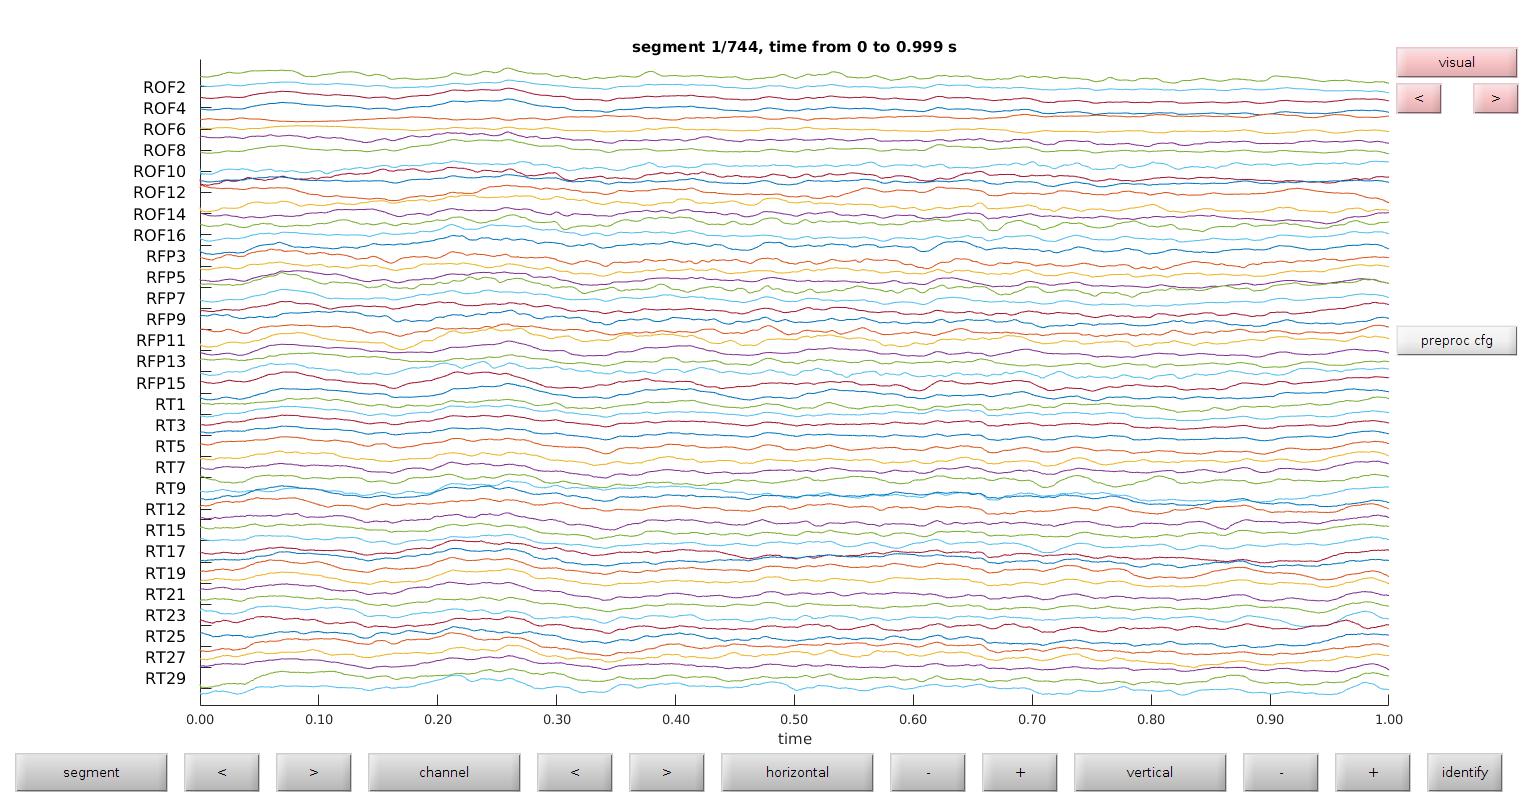 segment 1/744, time from 0 to 0.999 s
visual
< >
ROF2
ROF4
ROF6
ROF8
ROF10
ROF12
ROF14
ROF16
RFP3
RFP5
RFP7
RFP9
RFP11
preproc cfg
RFP13
RFP15
RT1
RT3
RT5
RT7
RT9
RT12
RT15
RT17
RT19
RT21
RT23
RT25
RT27
RT29
0.00 0.10 0.20 0.30 0.40 0.50 0.60 0.70 0.80 0.90 1.00
time
segment < > channel < > horizontal - + vertical - + identify